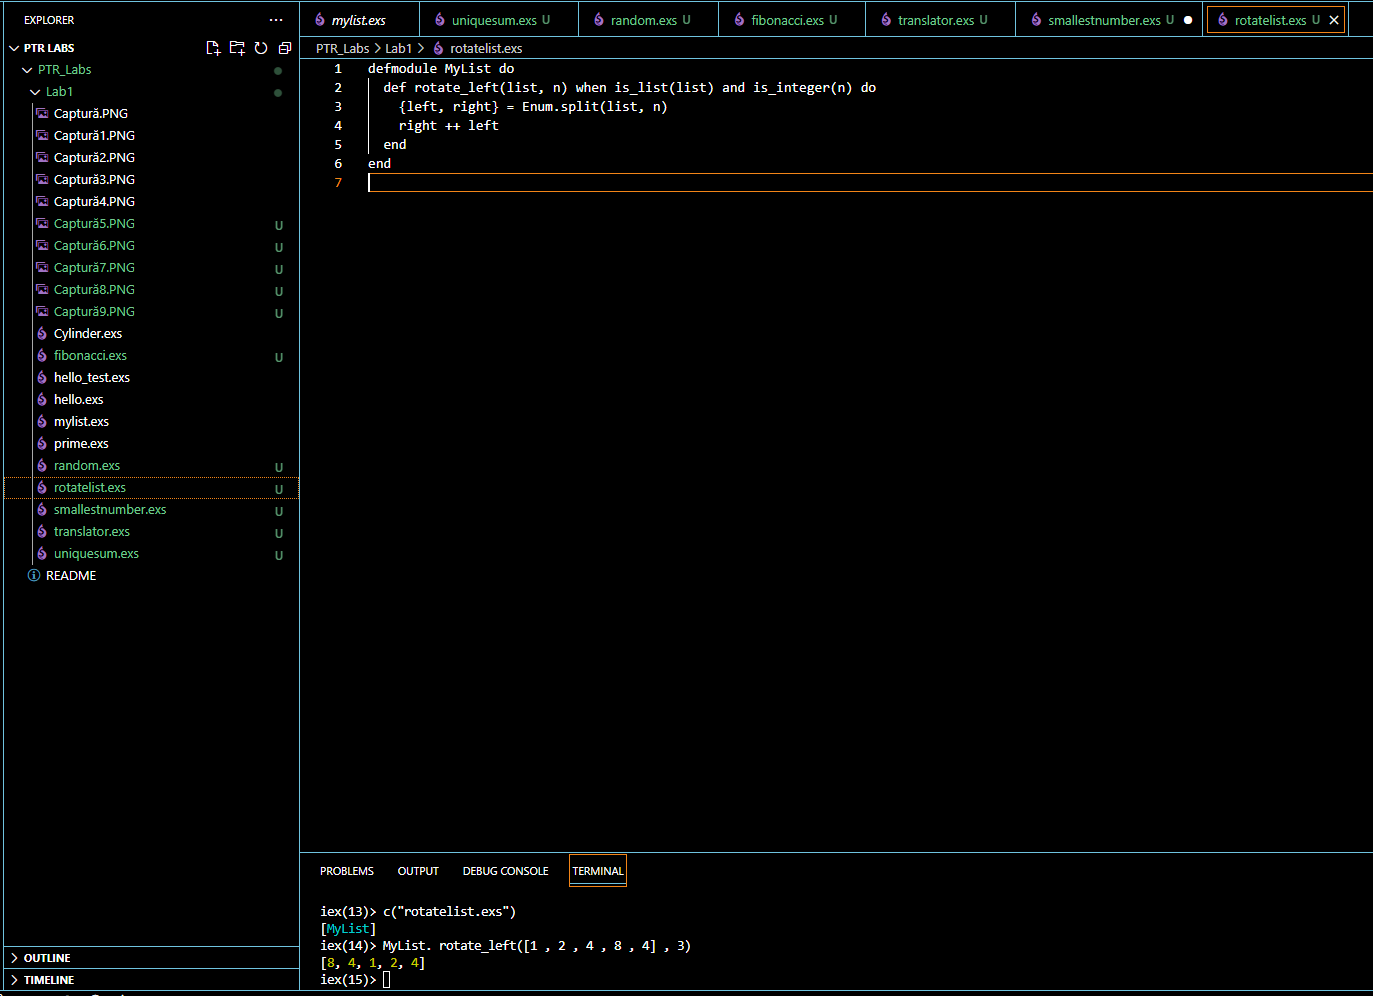 EXPLORER
PTR LABS
PTR_Labs
Lab1
Captură.PNG
Captură1.PNG
Captură2.PNG
Captură3.PNG
Captură4.PNG
Captură5.PNG U
Captură6.PNG U
Captură7.PNG U
Captură8.PNG U
Captură9.PNG U
Cylinder.exs
fibonacci.exs U
hello_test.exs
hello.exs
mylist.exs
prime.exs
random.exs U
rotatelist.exs U
smallestnumber.exs U
translator.exs U
uniquesum.exs U
README
OUTLINE
TIMELINE
mylist.exs uniquesum.exs U random.exs U fibonacci.exs U translator.exs U smallestnumber.exs U rotatelist.exs U
PTR_Labs > Lab1 > rotatelist.exs
1 defmodule MyList do
2 def rotate_left(list, n) when is_list(list) and is_integer(n) do
3 {left, right} = Enum.split(list, n)
4 right ++ left
5 end
6 end
7
PROBLEMS OUTPUT DEBUG CONSOLE TERMINAL
iex(13)> c("rotatelist.exs")
[MyList]
iex(14)> MyList. rotate_left([1 , 2 , 4 , 8 , 4] , 3)
[8, 4, 1, 2, 4]
iex(15)>